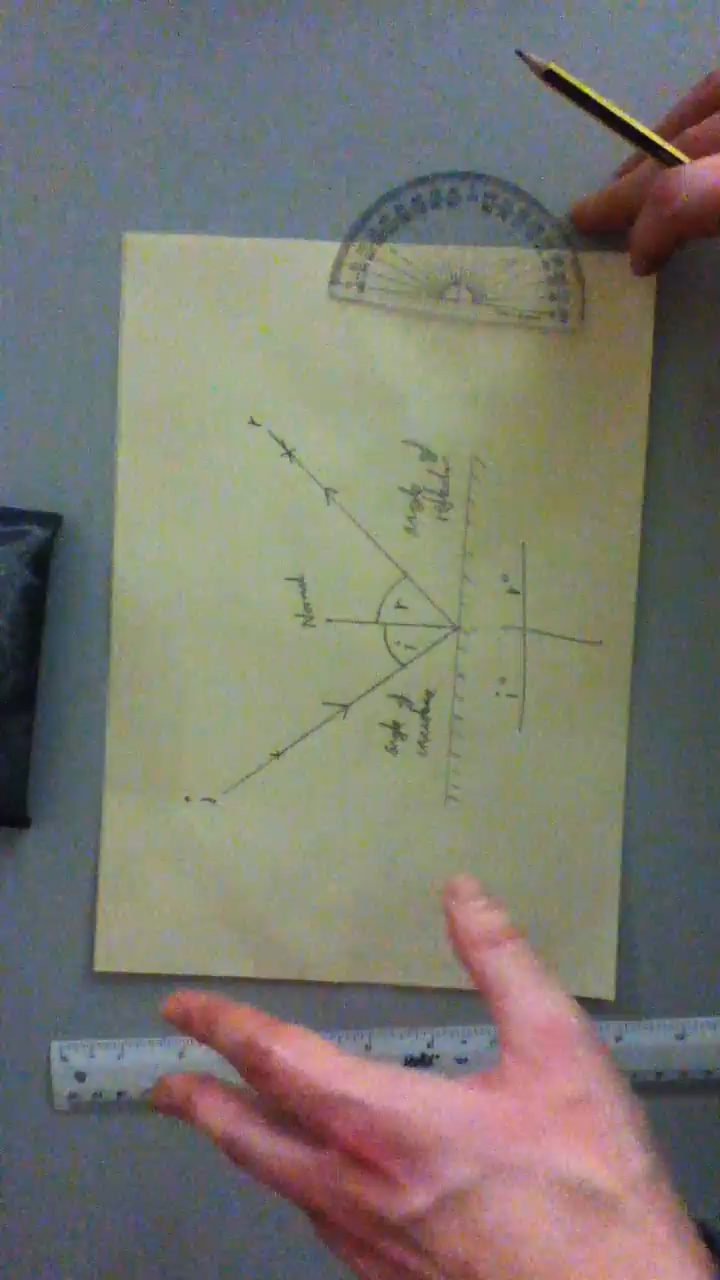 i
r
Normal
i
r
angle of
incidence
angle of
reflection
i°
r°